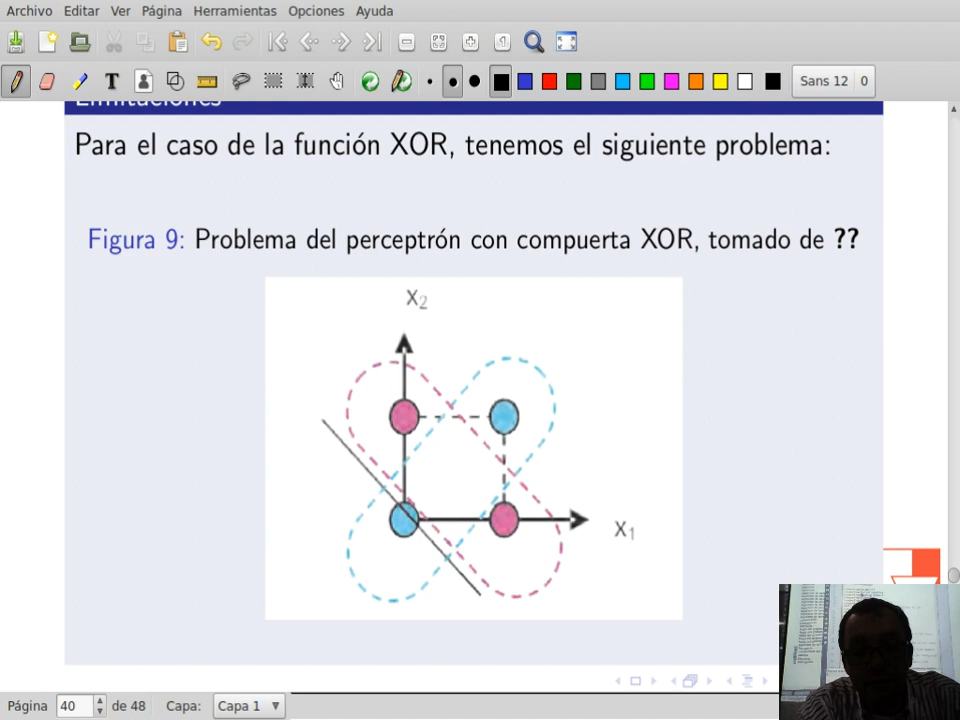 Archivo Editar Ver Página Herramientas Opciones Ayuda
Sans 12 0
Limitaciones
Para el caso de la función XOR, tenemos el siguiente problema:
Figura 9: Problema del perceptrón con compuerta XOR, tomado de ??
X2
X1
Página 40 de 48 Capa: Capa 1